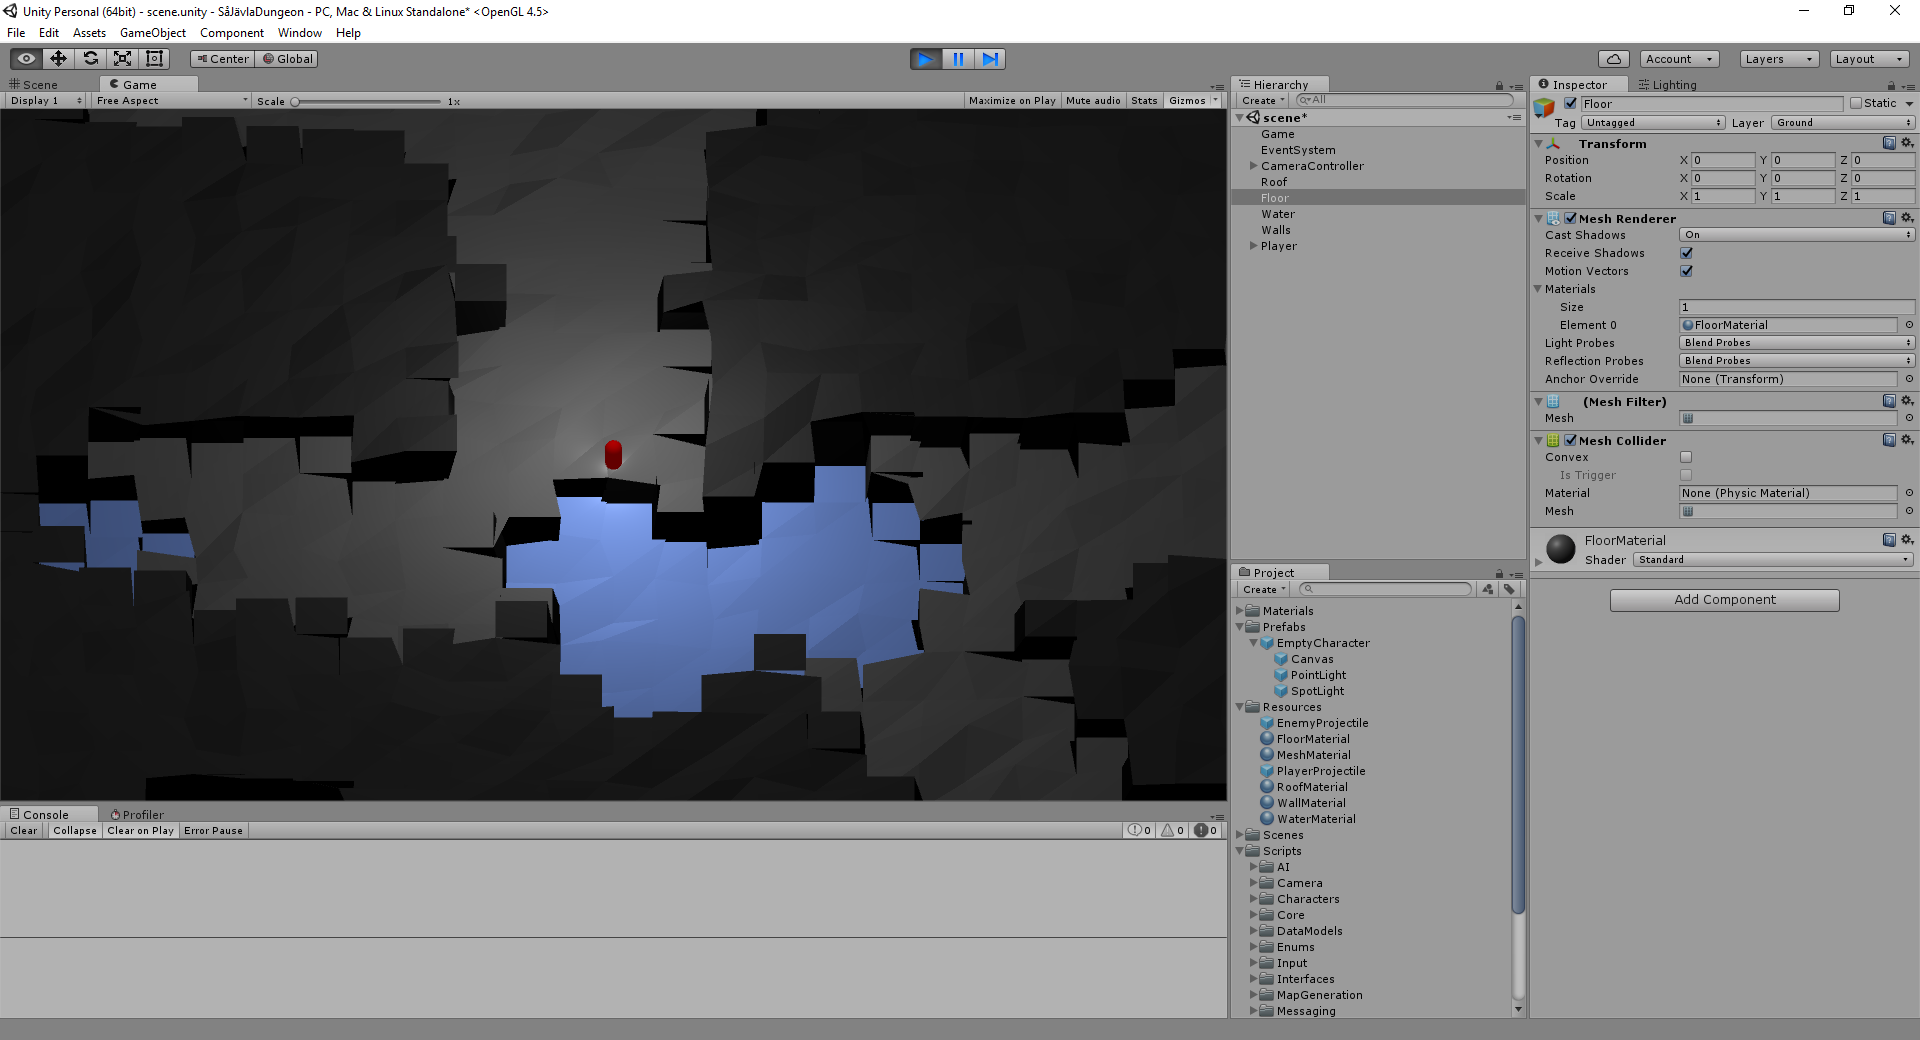 Unity Personal (64bit) - scene.unity - SåJävlaDungeon - PC, Mac & Linux Standalone* <OpenGL 4.5>
File Edit Assets GameObject Component Window Help
Center Global Account Layers Layout
Scene Game
Display 1 Free Aspect Scale 1x Maximize on Play Mute audio Stats Gizmos
Hierarchy
Create All
scene*
Game
EventSystem
CameraController
Roof
Floor
Water
Walls
Player
Project
Create
Materials
Prefabs
EmptyCharacter
Canvas
PointLight
SpotLight
Resources
EnemyProjectile
FloorMaterial
MeshMaterial
PlayerProjectile
RoofMaterial
WallMaterial
WaterMaterial
Scenes
Scripts
AI
Camera
Characters
Core
DataModels
Enums
Input
Interfaces
MapGeneration
Messaging
Inspector Lighting
Floor Static
Tag Untagged Layer Ground
Transform
Position X 0 Y 0 Z 0
Rotation X 0 Y 0 Z 0
Scale X 1 Y 1 Z 1
Mesh Renderer
Cast Shadows On
Receive Shadows
Motion Vectors
Materials
Size 1
Element 0 FloorMaterial
Light Probes Blend Probes
Reflection Probes Blend Probes
Anchor Override None (Transform)
(Mesh Filter)
Mesh
Mesh Collider
Convex
Is Trigger
Material None (Physic Material)
Mesh
FloorMaterial
Shader Standard
Add Component
Console Profiler
Clear Collapse Clear on Play Error Pause 0 0 0